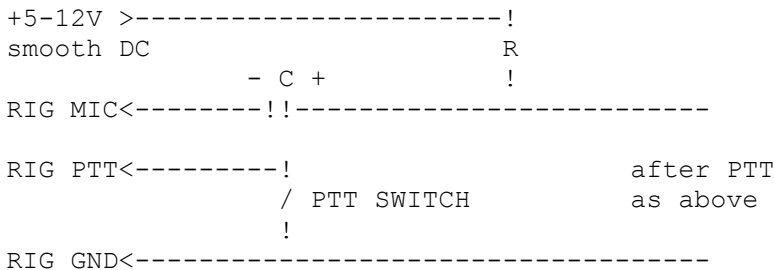 +5-12V >-----------------------!
smooth DC                      R
               - C +           !
RIG MIC<--------!!--------------------------

RIG PTT<---------!                     after PTT
                 / PTT SWITCH          as above
                 !
RIG GND<------------------------------------